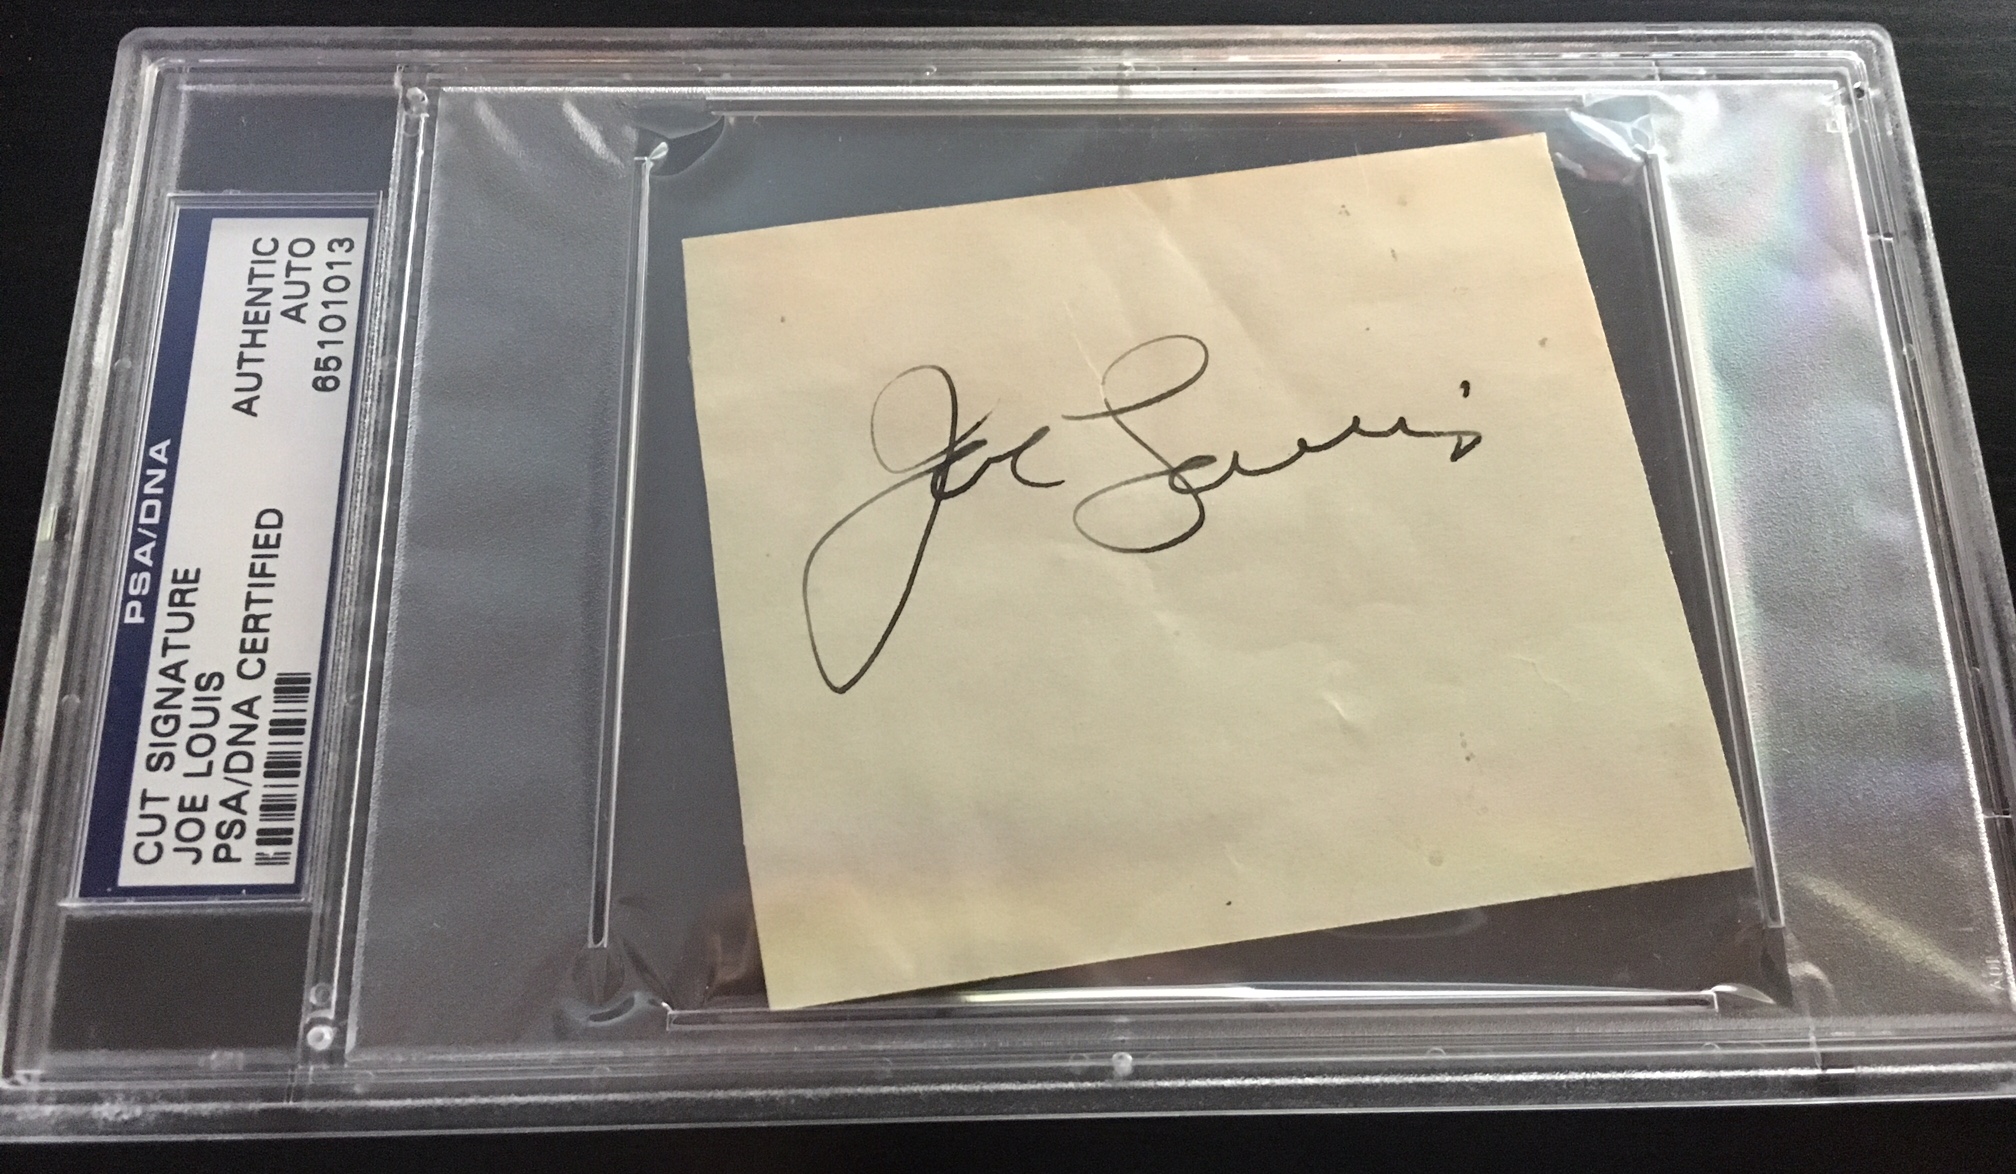 PSA/DNA
CUT SIGNATURE
JOE LOUIS
PSA/DNA CERTIFIED
AUTHENTIC
AUTO
65101013
Joe Louis